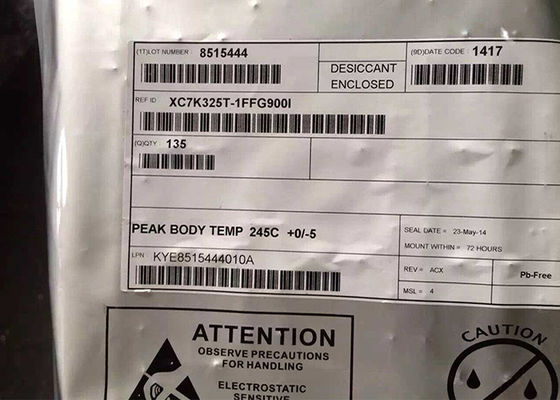 (1T)LOT NUMBER : 8515444
DESICCANT
ENCLOSED
(9D)DATE CODE : 1417
REF ID XC7K325T-1FFG900I
(Q)QTY 135
PEAK BODY TEMP 245C +0/-5
SEAL DATE = 23-May-14
MOUNT WITHIN = 72 HOURS
LPN KYE8515444010A
REV = ACX
MSL = 4
Pb-Free
ATTENTION
OBSERVE PRECAUTIONS
FOR HANDLING
ELECTROSTATIC
SENSITIVE
CAUTION